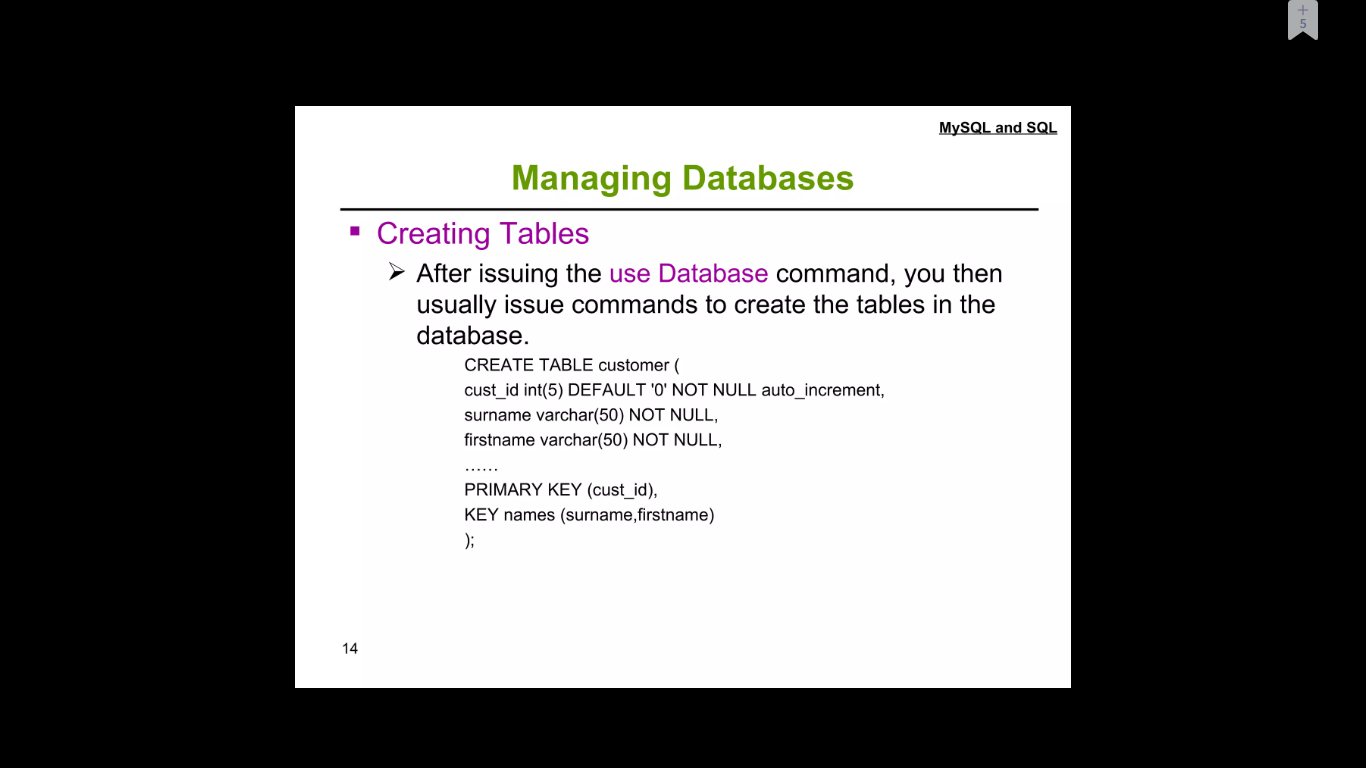 +
5
MySQL and SQL
Managing Databases
▪ Creating Tables
➢ After issuing the use Database command, you then
usually issue commands to create the tables in the
database.
CREATE TABLE customer (
cust_id int(5) DEFAULT '0' NOT NULL auto_increment,
surname varchar(50) NOT NULL,
firstname varchar(50) NOT NULL,
......
PRIMARY KEY (cust_id),
KEY names (surname,firstname)
);
14